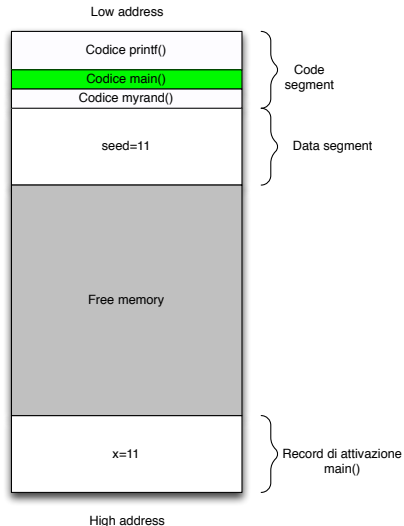 Low address
Codice printf()
Codice main()
Codice myrand()
Code
segment
seed=11
Data segment
Free memory
x=11
Record di attivazione
main()
High address